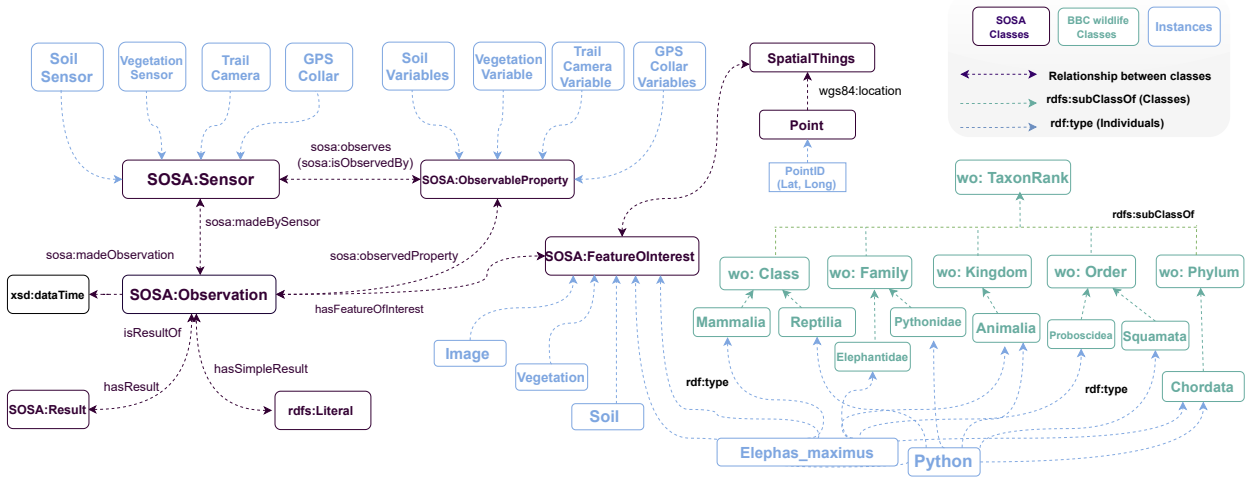 SOSA
Classes
BBC wildlife
Classes
Instances
Relationship between classes
rdfs:subClassOf (Classes)
rdf:type (Individuals)
Soil
Sensor
Vegetation
Sensor
Trail
Camera
GPS
Collar
Soil
Variables
Vegetation
Variable
Trail
Camera
Variable
GPS
Collar
Variables
SpatialThings
wgs84:location
Point
PointID
(Lat, Long)
sosa:observes
(sosa:isObservedBy)
SOSA:Sensor
SOSA:ObservableProperty
wo: TaxonRank
rdfs:subClassOf
sosa:madeBySensor
sosa:madeObservation
sosa:observedProperty
SOSA:FeatureOInterest
wo: Class
wo: Family
wo: Kingdom
wo: Order
wo: Phylum
xsd:dataTime
SOSA:Observation
hasFeatureOfInterest
isResultOf
Mammalia
Reptilia
Pythonidae
Animalia
Proboscidea
Squamata
Image
Elephantidae
Vegetation
hasSimpleResult
hasResult
rdf:type
rdf:type
Chordata
SOSA:Result
rdfs:Literal
Soil
Elephas_maximus
Python